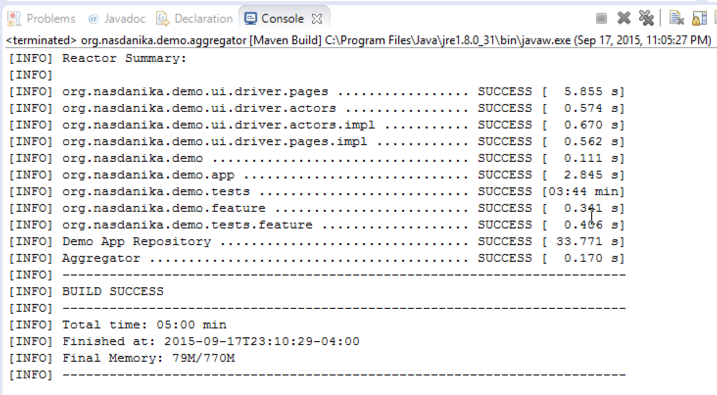 Problems @ Javadoc Declaration Console
<terminated> org.nasdanika.demo.aggregator [Maven Build] C:\Program Files\Java\jre1.8.0_31\bin\javaw.exe (Sep 17, 2015, 11:05:27 PM)
[INFO] Reactor Summary:
[INFO]
[INFO] org.nasdanika.demo.ui.driver.pages ................ SUCCESS [  5.855 s]
[INFO] org.nasdanika.demo.ui.driver.actors ............... SUCCESS [  0.574 s]
[INFO] org.nasdanika.demo.ui.driver.actors.impl .......... SUCCESS [  0.670 s]
[INFO] org.nasdanika.demo.ui.driver.pages.impl ........... SUCCESS [  0.562 s]
[INFO] org.nasdanika.demo ................................ SUCCESS [  0.111 s]
[INFO] org.nasdanika.demo.app ............................ SUCCESS [  2.845 s]
[INFO] org.nasdanika.demo.tests .......................... SUCCESS [03:44 min]
[INFO] org.nasdanika.demo.feature ........................ SUCCESS [  0.341 s]
[INFO] org.nasdanika.demo.tests.feature .................. SUCCESS [  0.406 s]
[INFO] Demo App Repository ............................... SUCCESS [ 33.771 s]
[INFO] Aggregator ........................................ SUCCESS [  0.170 s]
[INFO] ------------------------------------------------------------------------
[INFO] BUILD SUCCESS
[INFO] ------------------------------------------------------------------------
[INFO] Total time: 05:00 min
[INFO] Finished at: 2015-09-17T23:10:29-04:00
[INFO] Final Memory: 79M/770M
[INFO] ------------------------------------------------------------------------